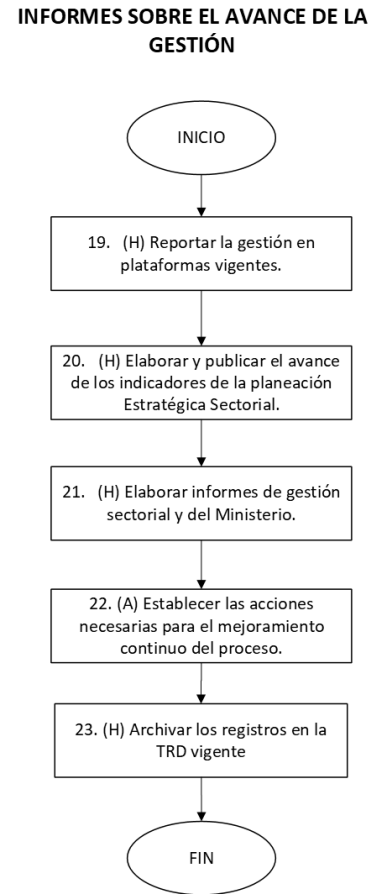 INFORMES SOBRE EL AVANCE DE LA
GESTIÓN
INICIO
19. (H) Reportar la gestión en
plataformas vigentes.
20. (H) Elaborar y publicar el avance
de los indicadores de la planeación
Estratégica Sectorial.
21. (H) Elaborar informes de gestión
sectorial y del Ministerio.
22. (A) Establecer las acciones
necesarias para el mejoramiento
continuo del proceso.
23. (H) Archivar los registros en la
TRD vigente
FIN